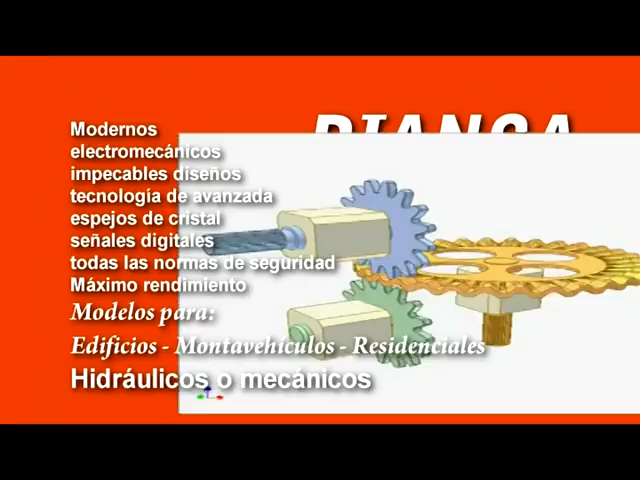 Modernos
electromecánicos
impecables diseños
tecnología de avanzada
espejos de cristal
señales digitales
todas las normas de seguridad
Máximo rendimiento
Modelos para:
Edificios - Montavehículos - Residenciales
Hidráulicos o mecánicos